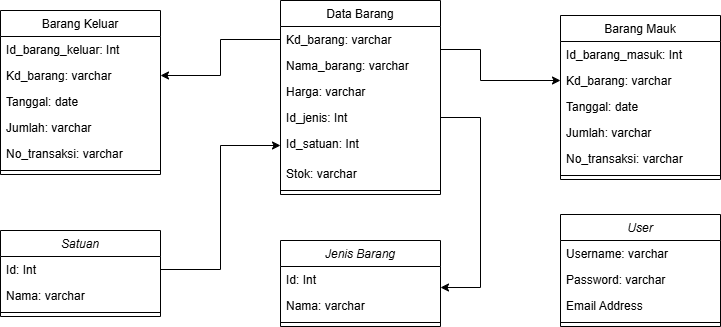 Barang Keluar
Id_barang_keluar: Int
Kd_barang: varchar
Tanggal: date
Jumlah: varchar
No_transaksi: varchar
Data Barang
Kd_barang: varchar
Nama_barang: varchar
Harga: varchar
Id_jenis: Int
Id_satuan: Int
Stok: varchar
Barang Mauk
Id_barang_masuk: Int
Kd_barang: varchar
Tanggal: date
Jumlah: varchar
No_transaksi: varchar
Satuan
Id: Int
Nama: varchar
Jenis Barang
Id: Int
Nama: varchar
User
Username: varchar
Password: varchar
Email Address